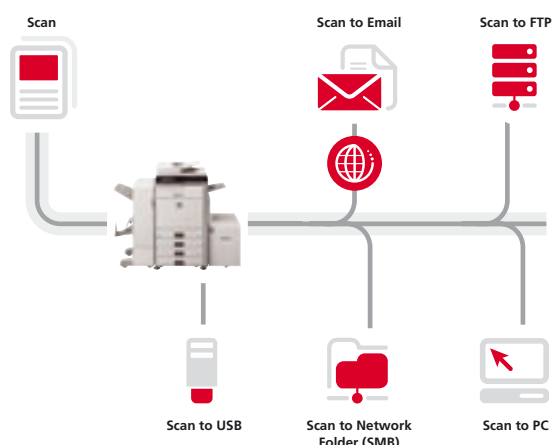 Scan
Scan to Email
Scan to FTP
Scan to USB
Scan to Network
Folder (SMB)
Scan to PC